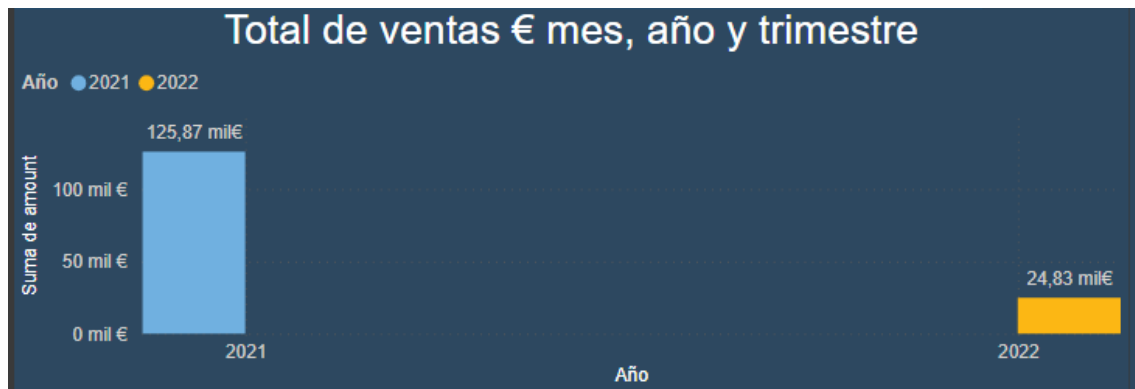 Total de ventas € mes, año y trimestre
Año 2021 2022
125,87 mil€
Suma de amount
100 mil €
50 mil €
24,83 mil€
0 mil €
2021 2022
Año